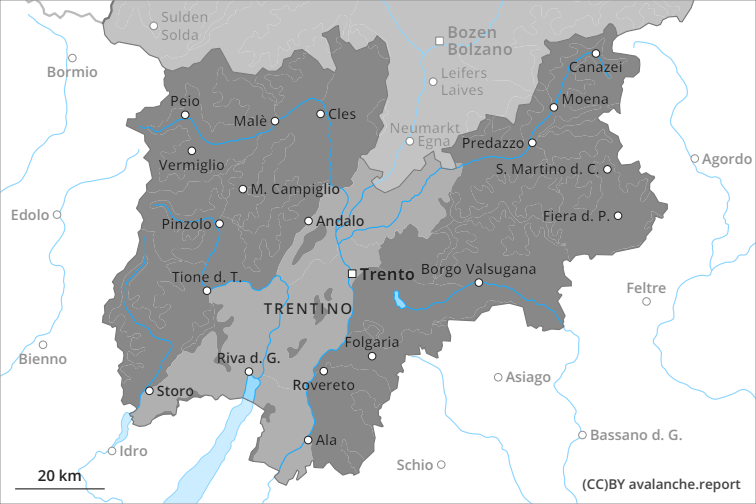 Sulden
Solda
Bozen
Bolzano
Bormio
Canazei
Leifers
Laives
Peio
Moena
Malè
Cles
Neumarkt
Egna
Predazzo
Vermiglio
Agordo
S. Martino d. C.
M. Campiglio
Edolo
Pinzolo
Andalo
Fiera d. P.
Tione d. T.
Trento
Borgo Valsugana
Feltre
TRENTINO
Folgaria
Bienno
Riva d. G.
Rovereto
Asiago
Storo
Ala
Bassano d. G.
Idro
Schio
20 km
(CC)BY avalanche.report